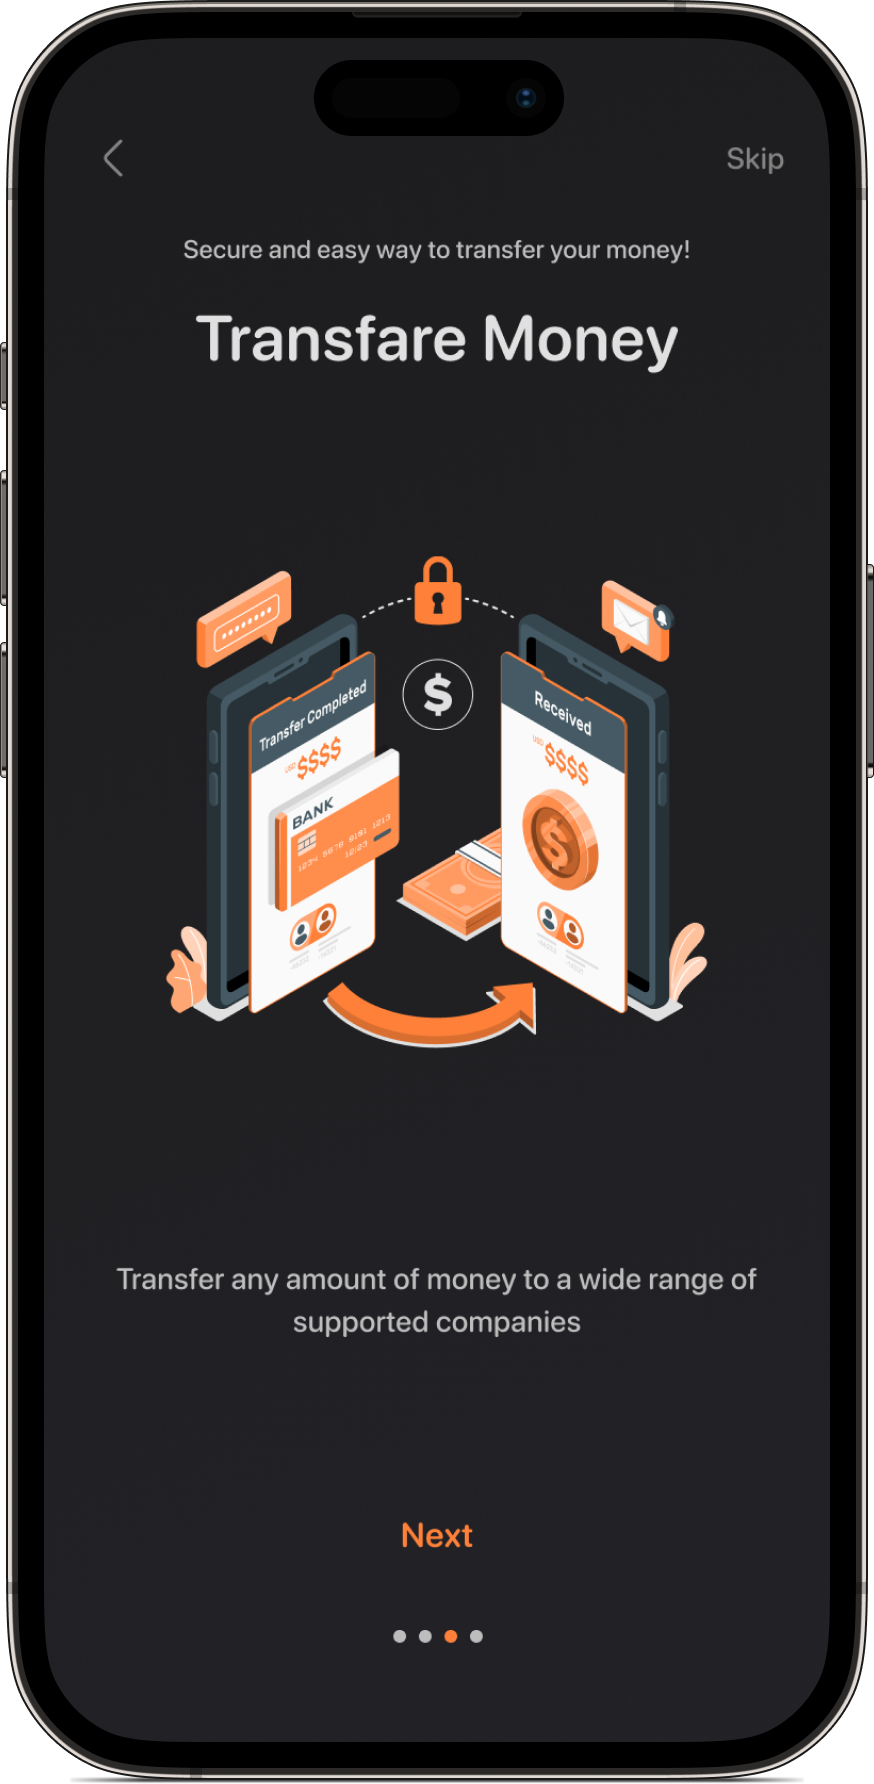 Skip
Secure and easy way to transfer your money!
Transfare Money
Transfer Completed
USD $$$$
BANK
1234 5678 9181 1213
12/23
$
Received
USD $$$$
$
Transfer any amount of money to a wide range of
supported companies
Next